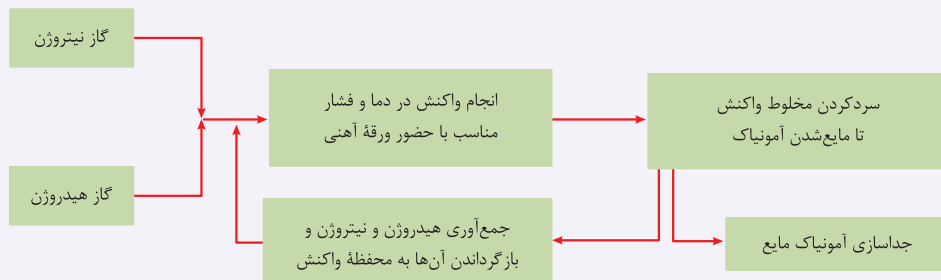 گاز نیتروژن
گاز هیدروژن
انجام واکنش در دما و فشار
مناسب با حضور ورقهٔ آهنی
سردکردن مخلوط واکنش
تا مایع‌شدن آمونیاک
جمع‌آوری هیدروژن و نیتروژن و
بازگرداندن آن‌ها به محفظهٔ واکنش
جداسازی آمونیاک مایع